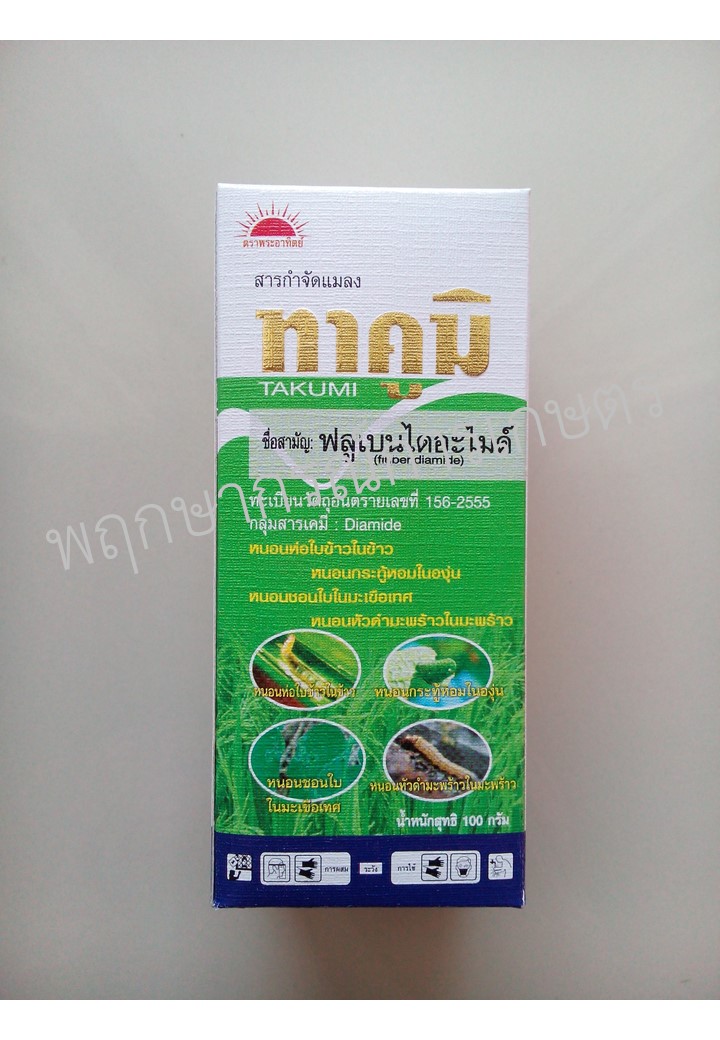 ตราพระอาทิตย์
สารกำจัดแมลง
ทาคูมิ
TAKUMI
ชื่อสามัญ: ฟลูเบนไดอะไมด์
ทะเบียนวัตถุอันตรายเลขที่ 156-2555
กลุ่มสารเคมี : Diamide
หนอนห่อใบข้าวในข้าว
หนอนกระทู้หอมในองุ่น
หนอนชอนใบในมะเขือเทศ
หนอนหัวดำมะพร้าวในมะพร้าว
หนอนห่อใบข้าวในข้าว
หนอนกระทู้หอมในองุ่น
หนอนชอนใบ
ในมะเขือเทศ
หนอนหัวดำมะพร้าวในมะพร้าว
น้ำหนักสุทธิ 100 กรัม
การผสม
ระวัง
การใช้